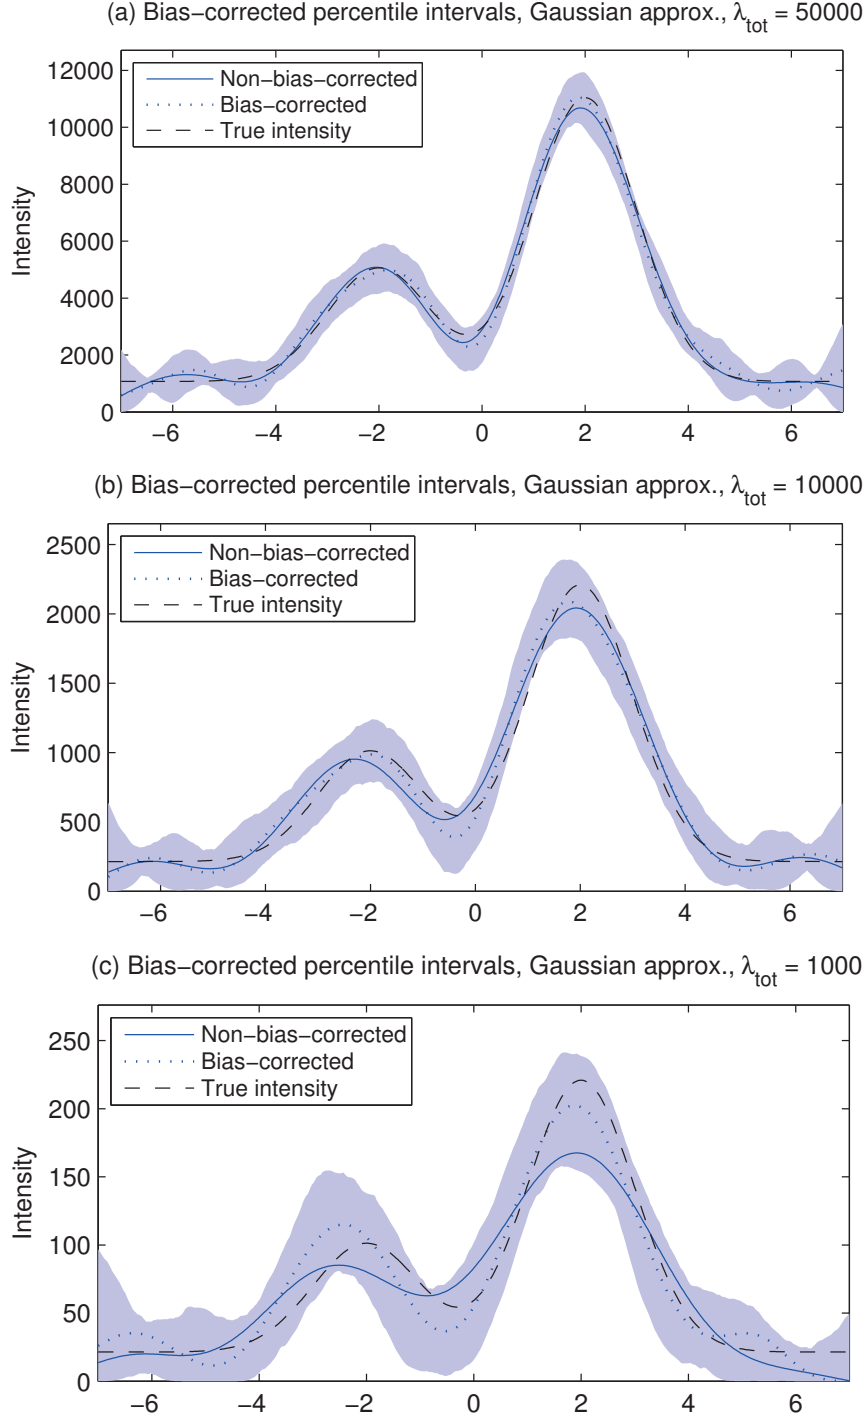 (a) Bias−corrected percentile intervals, Gaussian approx., λtot = 50000
12000
10000
8000
6000
4000
2000
0
Intensity
Non−bias−corrected
Bias−corrected
True intensity
−6 −4 −2 0 2 4 6
(b) Bias−corrected percentile intervals, Gaussian approx., λtot = 10000
2500
2000
1500
1000
500
0
Intensity
Non−bias−corrected
Bias−corrected
True intensity
−6 −4 −2 0 2 4 6
(c) Bias−corrected percentile intervals, Gaussian approx., λtot = 1000
250
200
150
100
50
0
Intensity
Non−bias−corrected
Bias−corrected
True intensity
−6 −4 −2 0 2 4 6